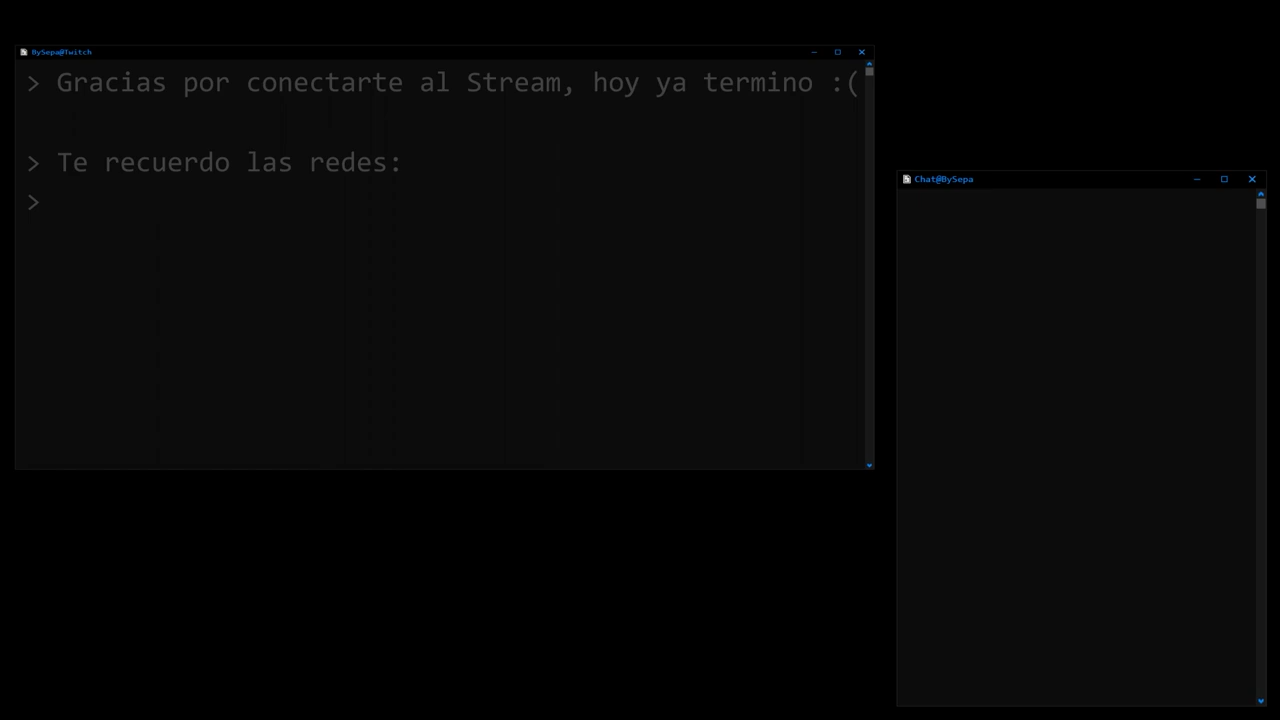 BySepa@Twitch
> Gracias por conectarte al Stream, hoy ya termino :(
> Te recuerdo las redes:
>
Chat@BySepa